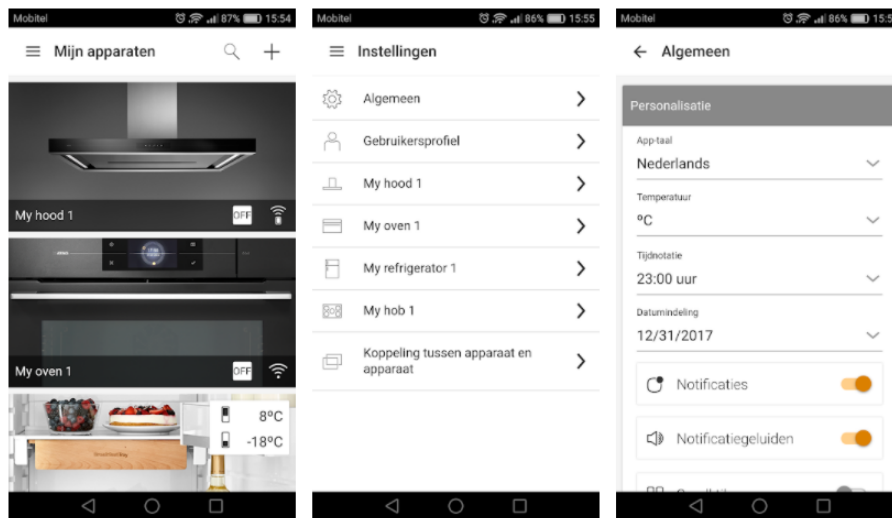 Mobitel
87%
15:54
Mijn apparaten
My hood 1
OFF
My oven 1
OFF
8ºC
-18ºC
Mobitel
86%
15:55
Instellingen
Algemeen
Gebruikersprofiel
My hood 1
My oven 1
My refrigerator 1
My hob 1
Koppeling tussen apparaat en
apparaat
Mobitel
86%
Algemeen
Personalisatie
App-taal
Nederlands
Temperatuur
ºC
Tijdnotatie
23:00 uur
Datumindeling
12/31/2017
Notificaties
Notificatiegeluiden